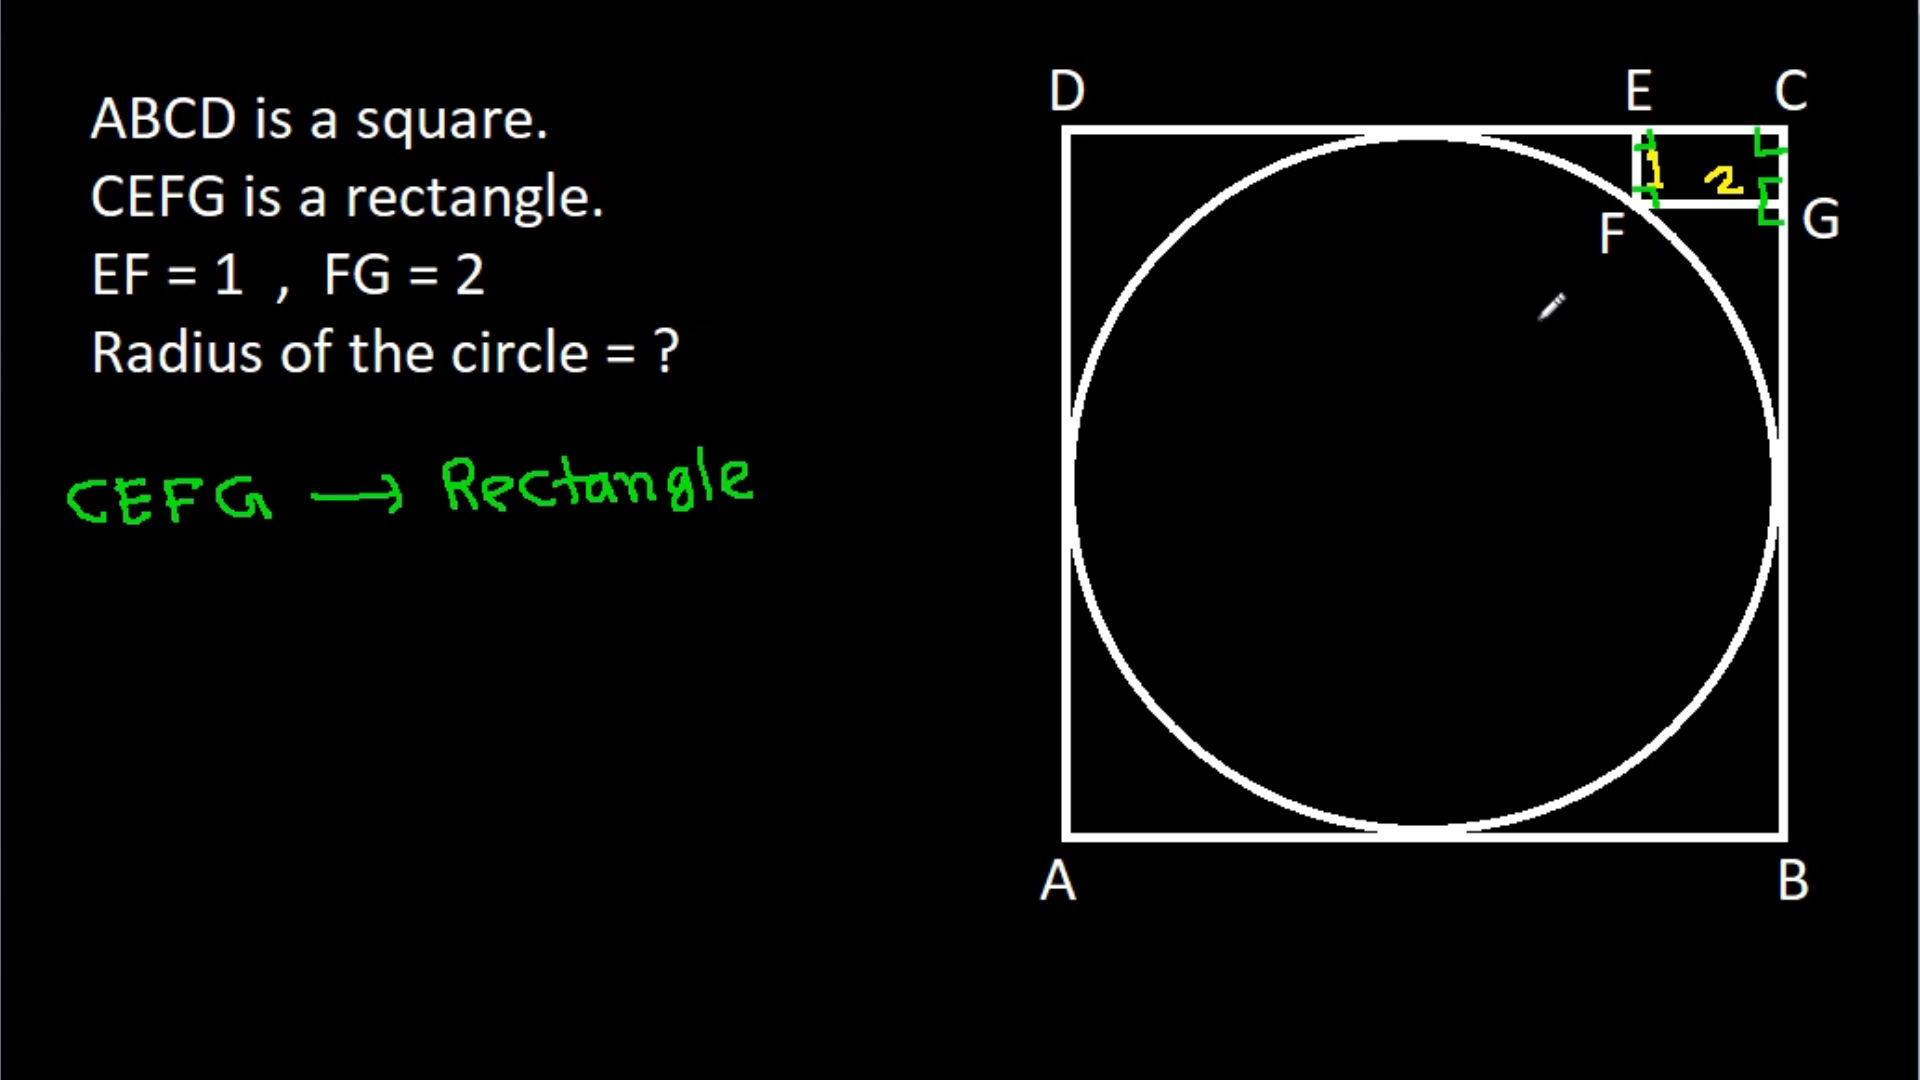 ABCD is a square.
CEFG is a rectangle.
EF = 1 , FG = 2
Radius of the circle = ?
CEFG → Rectangle
D E C
1 2
F G
A B